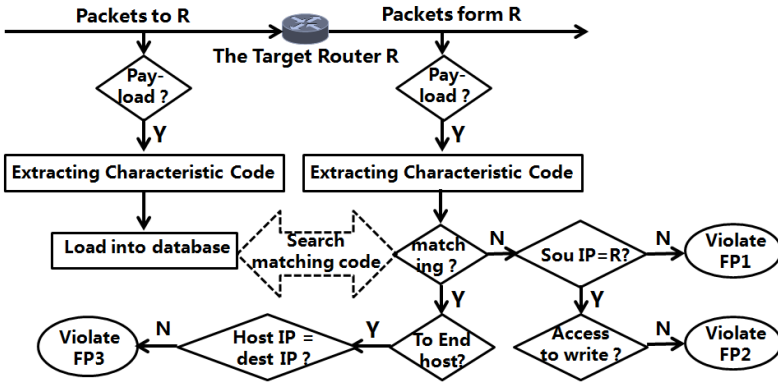 Packets to R
Packets form R
The Target Router R
Pay-
load ?
Pay-
load ?
Y
Y
Extracting Characteristic Code
Extracting Characteristic Code
Load into database
Search
matching code
match
ing ?
N
Sou IP=R?
N
Violate
FP1
Y
Y
Violate
FP3
N
Host IP =
dest IP ?
Y
To End
host?
Access
to write ?
N
Violate
FP2